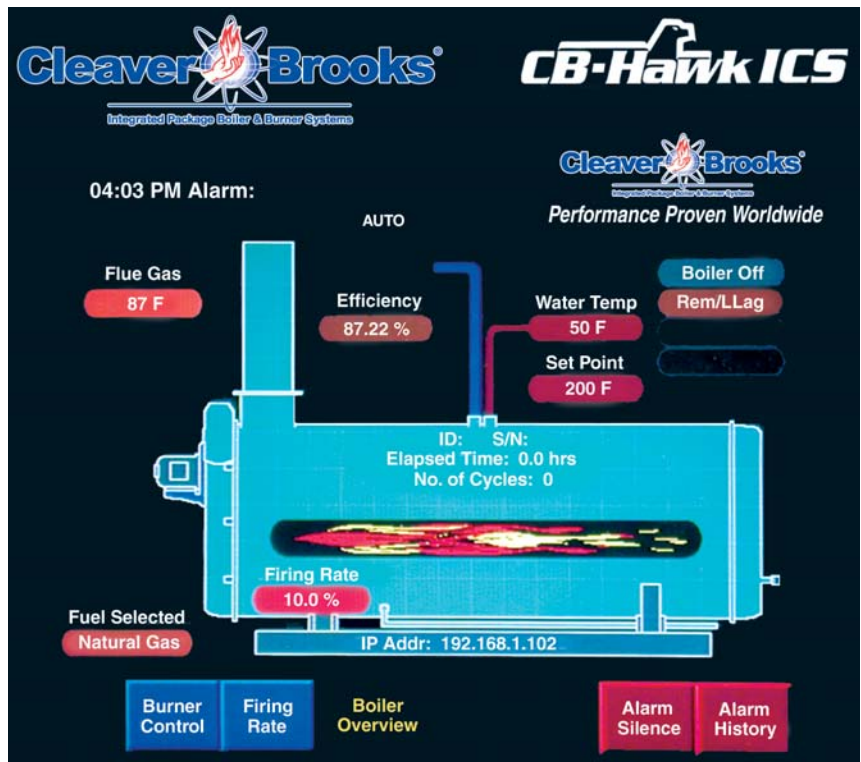 Cleaver Brooks®
Integrated Package Boiler & Burner Systems
CB-Hawk ICS
Cleaver Brooks®
Integrated Package Boiler & Burner Systems
Performance Proven Worldwide
04:03 PM Alarm:
AUTO
Flue Gas
87 F
Efficiency
87.22 %
Water Temp
50 F
Set Point
200 F
Boiler Off
Rem/LLag
ID: S/N:
Elapsed Time: 0.0 hrs
No. of Cycles: 0
Firing Rate
10.0 %
Fuel Selected
Natural Gas
IP Addr: 192.168.1.102
Burner
Control
Firing
Rate
Boiler
Overview
Alarm
Silence
Alarm
History